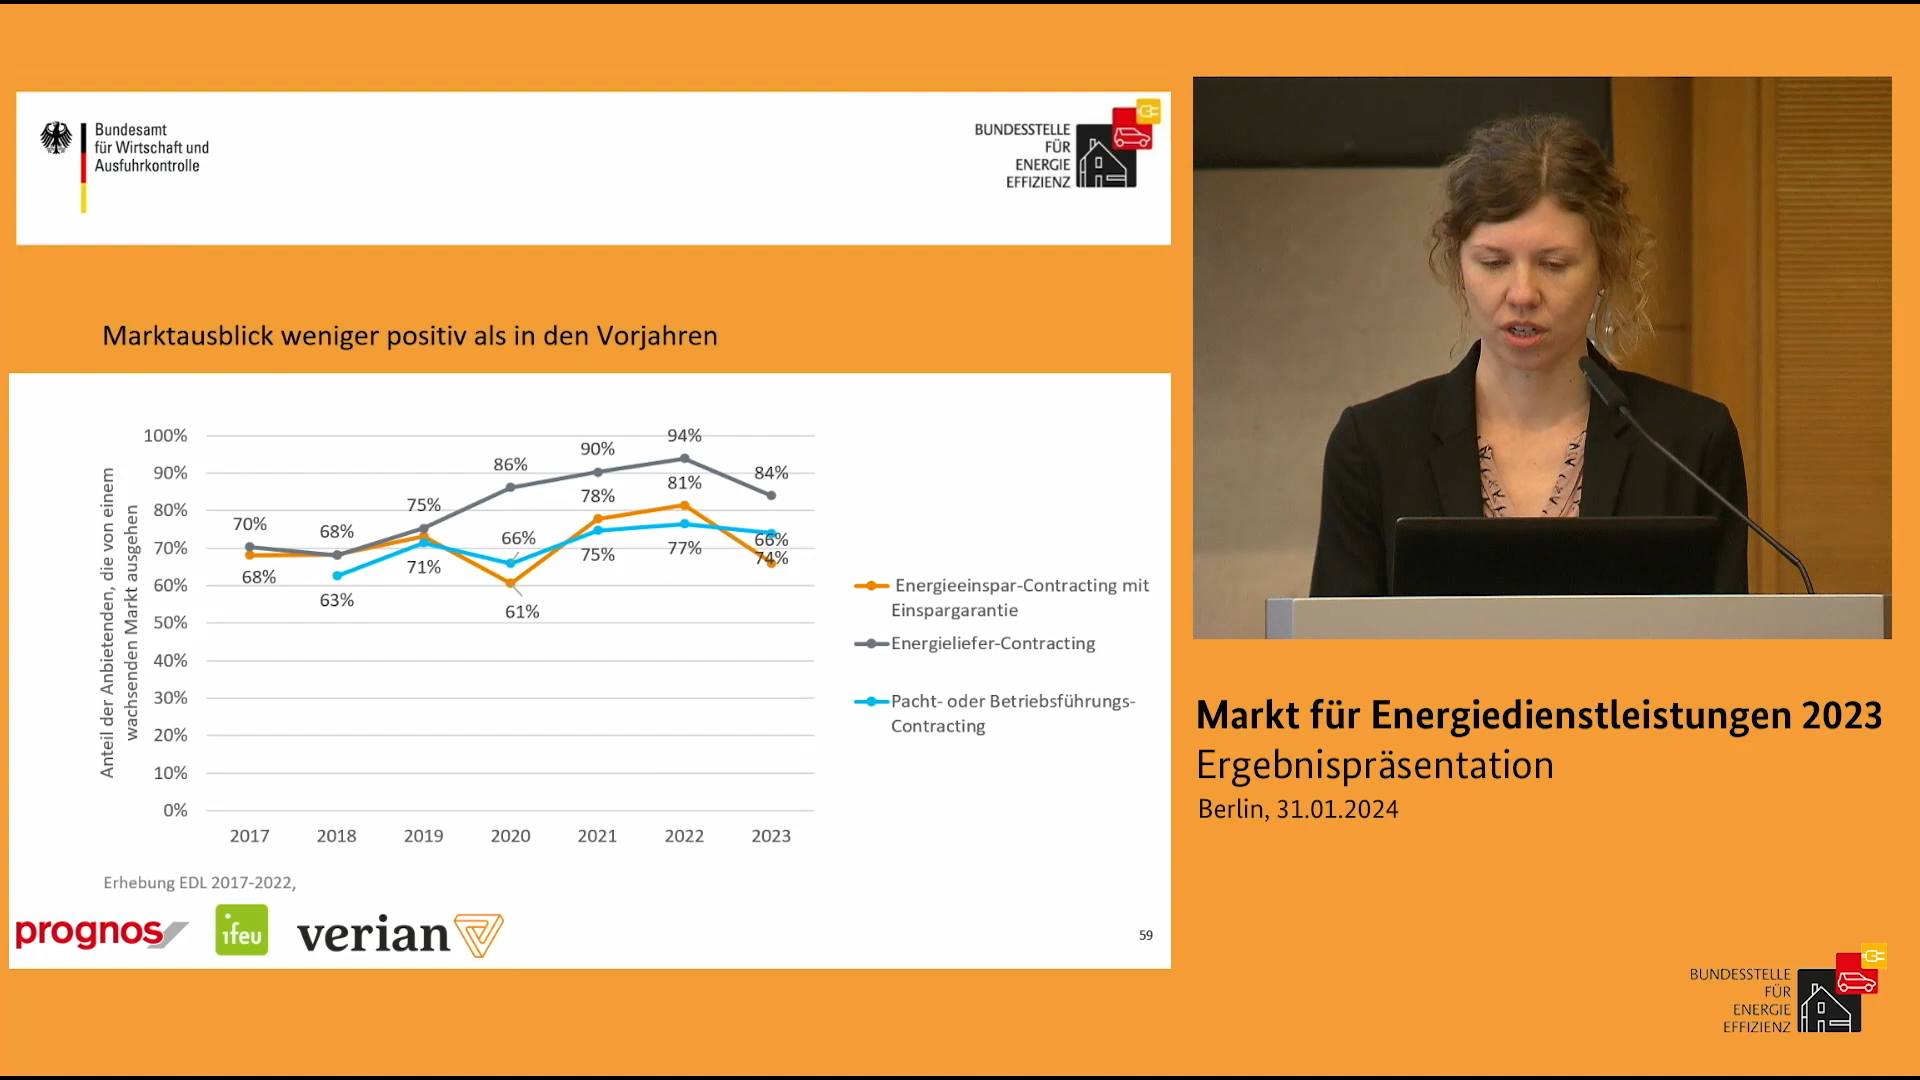 Bundesamt
für Wirtschaft und
Ausfuhrkontrolle
BUNDESSTELLE
FÜR
ENERGIE
EFFIZIENZ
Marktausblick weniger positiv als in den Vorjahren
Anteil der Anbietenden, die von einem
wachsenden Markt ausgehen
100%
90%
80%
70%
60%
50%
40%
30%
20%
10%
0%
70%
68%
75%
86%
90%
94%
84%
68%
63%
71%
66%
61%
78%
75%
81%
77%
66%
74%
2017
2018
2019
2020
2021
2022
2023
Energieeinspar-Contracting mit
Einspargarantie
Energieliefer-Contracting
Pacht- oder Betriebsführungs-
Contracting
Erhebung EDL 2017-2022,
prognos
ifeu
verian
59
Markt für Energiedienstleistungen 2023
Ergebnispräsentation
Berlin, 31.01.2024
BUNDESSTELLE
FÜR
ENERGIE
EFFIZIENZ